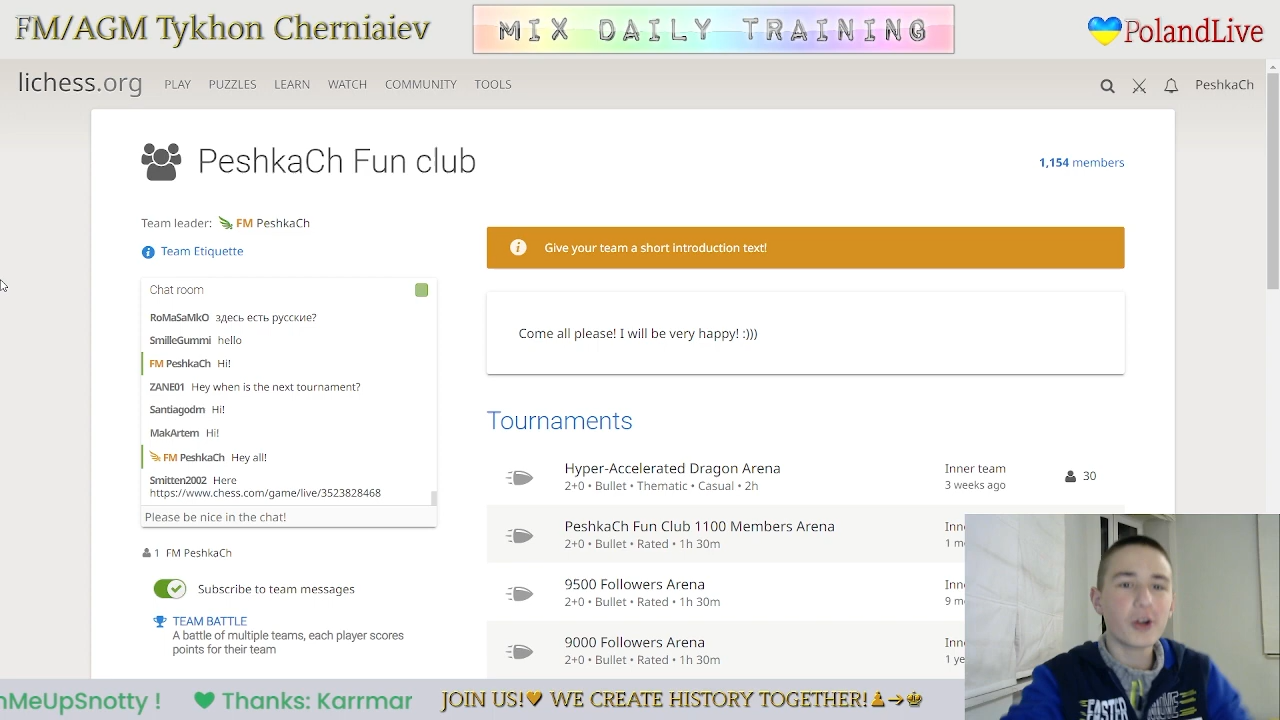 FM/AGM Tykhon Cherniaiev
MIX DAILY TRAINING
PolandLive
lichess.org PLAY PUZZLES LEARN WATCH COMMUNITY TOOLS PeshkaCh
PeshkaCh Fun club
1,154 members
Team leader: FM PeshkaCh
Team Etiquette
Give your team a short introduction text!
Chat room
RoMaSaMkO здесь есть русские?
SmilleGummi hello
FM PeshkaCh Hi!
ZANE01 Hey when is the next tournament?
Santiagodm Hi!
MakArtem Hi!
FM PeshkaCh Hey all!
Smitten2002 Here
https://www.chess.com/game/live/3523828468
Please be nice in the chat!
1 FM PeshkaCh
Subscribe to team messages
TEAM BATTLE
A battle of multiple teams, each player scores
points for their team
Come all please! I will be very happy! :)))
Tournaments
Hyper-Accelerated Dragon Arena
2+0 • Bullet • Thematic • Casual • 2h
Inner team
3 weeks ago
30
PeshkaCh Fun Club 1100 Members Arena
2+0 • Bullet • Rated • 1h 30m
9500 Followers Arena
2+0 • Bullet • Rated • 1h 30m
9000 Followers Arena
2+0 • Bullet • Rated • 1h 30m
MeUpSnotty ! Thanks: Karrmar JOIN US! WE CREATE HISTORY TOGETHER!
FASTER